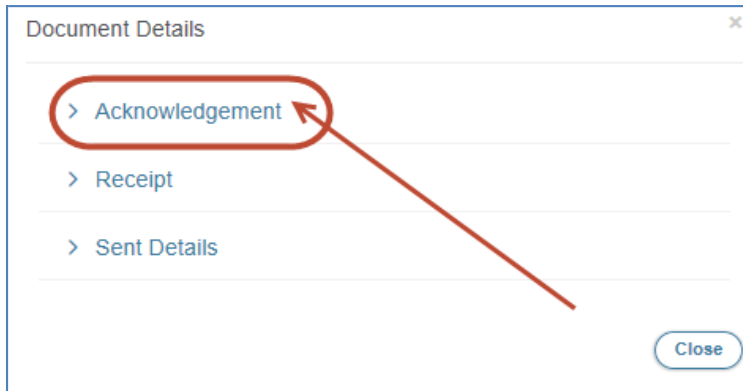 Document Details
Acknowledgement
Receipt
Sent Details
Close